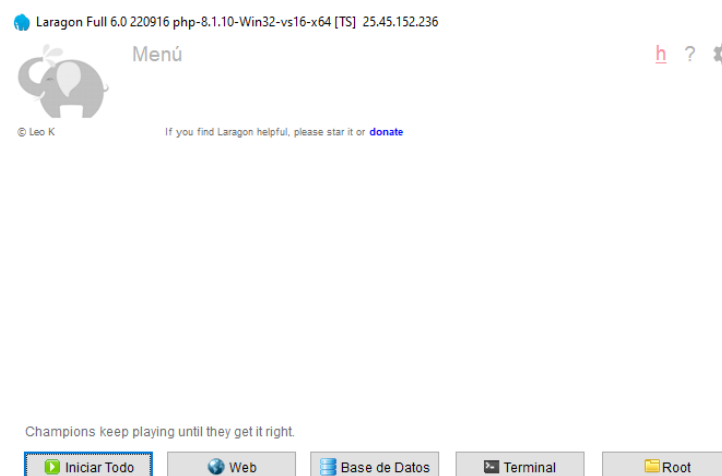 Laragon Full 6.0 220916 php-8.1.10-Win32-vs16-x64 [TS] 25.45.152.236
Menú
h ?
© Leo K
If you find Laragon helpful, please star it or donate
Champions keep playing until they get it right.
Iniciar Todo
Web
Base de Datos
Terminal
Root